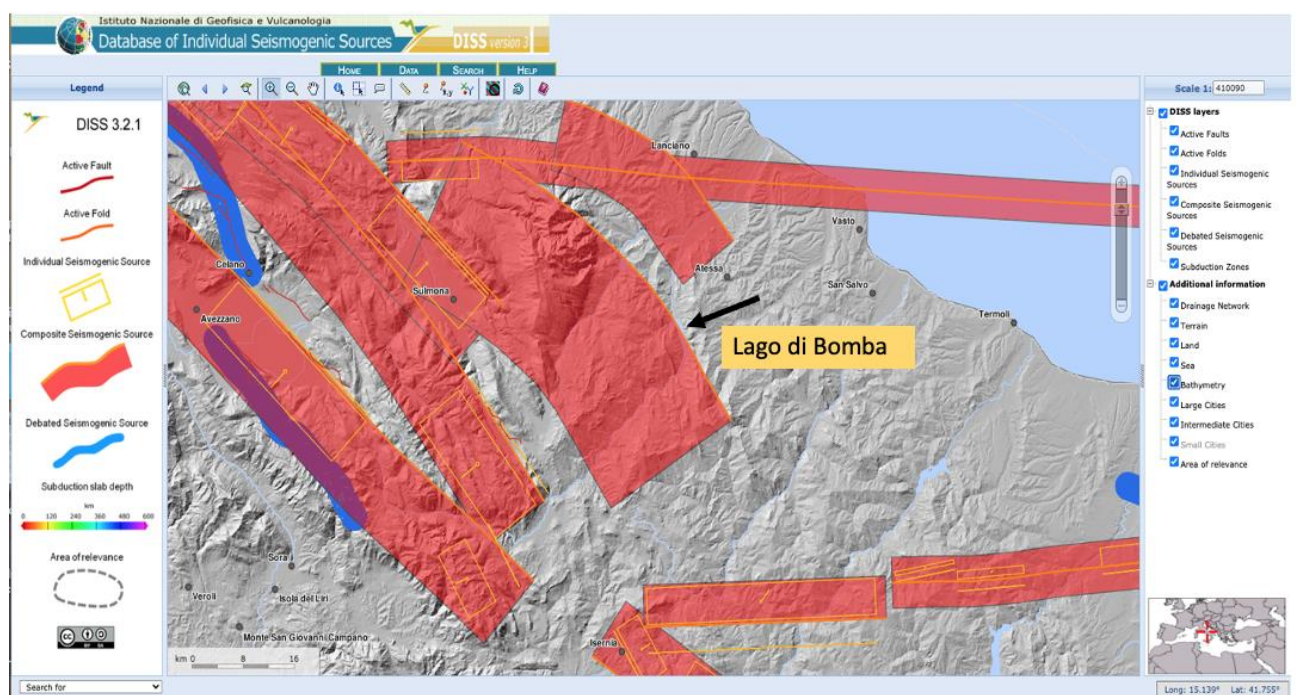 Istituto Nazionale di Geofisica e Vulcanologia
Database of Individual Seismogenic Sources
DISS version 3
HOME DATA SEARCH HELP
Legend
Scale 1: 410090
DISS 3.2.1
Active Fault
Active Fold
Individual Seismogenic Source
Composite Seismogenic Source
Debated Seismogenic Source
Subduction slab depth
km
0 120 240 360 480 600
Area of relevance
Lanciano
Vasto
Celano
Atessa
Sulmona
San Salvo
Avezzano
Termoli
Lago di Bomba
Sora
Veroli
Isola del Liri
Monte San Giovanni Campano
Isernia
km 0 8 16
DISS layers
Active Faults
Active Folds
Individual Seismogenic
Sources
Composite Seismogenic
Sources
Debated Seismogenic
Sources
Subduction Zones
Additional information
Drainage Network
Terrain
Land
Sea
Bathymetry
Large Cities
Intermediate Cities
Small Cities
Area of relevance
Search for
Long: 15.139° Lat: 41.755°